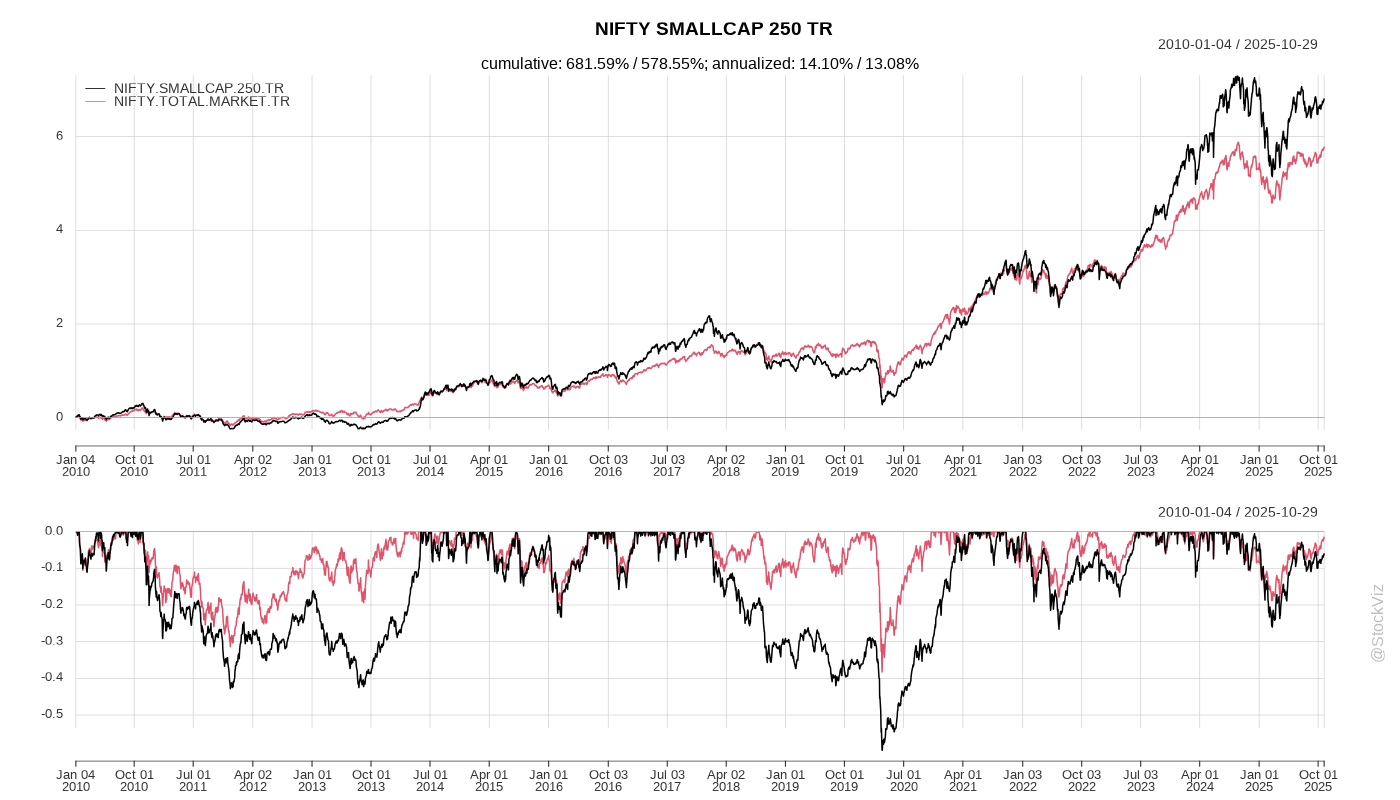 NIFTY SMALLCAP 250 TR
2010-01-04 / 2025-10-29
cumulative: 681.59% / 578.55%; annualized: 14.10% / 13.08%
NIFTY.SMALLCAP.250.TR
NIFTY.TOTAL.MARKET.TR
6
4
2
0
Jan 04 Oct 01 Jul 01 Apr 02 Jan 01 Oct 01 Jul 01 Apr 01 Jan 01 Oct 03 Jul 03 Apr 02 Jan 01 Oct 01 Jul 01 Apr 01 Jan 03 Oct 03 Jul 03 Apr 01 Jan 01 Oct 01
2010 2010 2011 2012 2013 2013 2014 2015 2016 2016 2017 2018 2019 2019 2020 2021 2022 2022 2023 2024 2025 2025
2010-01-04 / 2025-10-29
0.0
-0.1
-0.2
-0.3
-0.4
-0.5
Jan 04 Oct 01 Jul 01 Apr 02 Jan 01 Oct 01 Jul 01 Apr 01 Jan 01 Oct 03 Jul 03 Apr 02 Jan 01 Oct 01 Jul 01 Apr 01 Jan 03 Oct 03 Jul 03 Apr 01 Jan 01 Oct 01
2010 2010 2011 2012 2013 2013 2014 2015 2016 2016 2017 2018 2019 2019 2020 2021 2022 2022 2023 2024 2025 2025
@StockViz